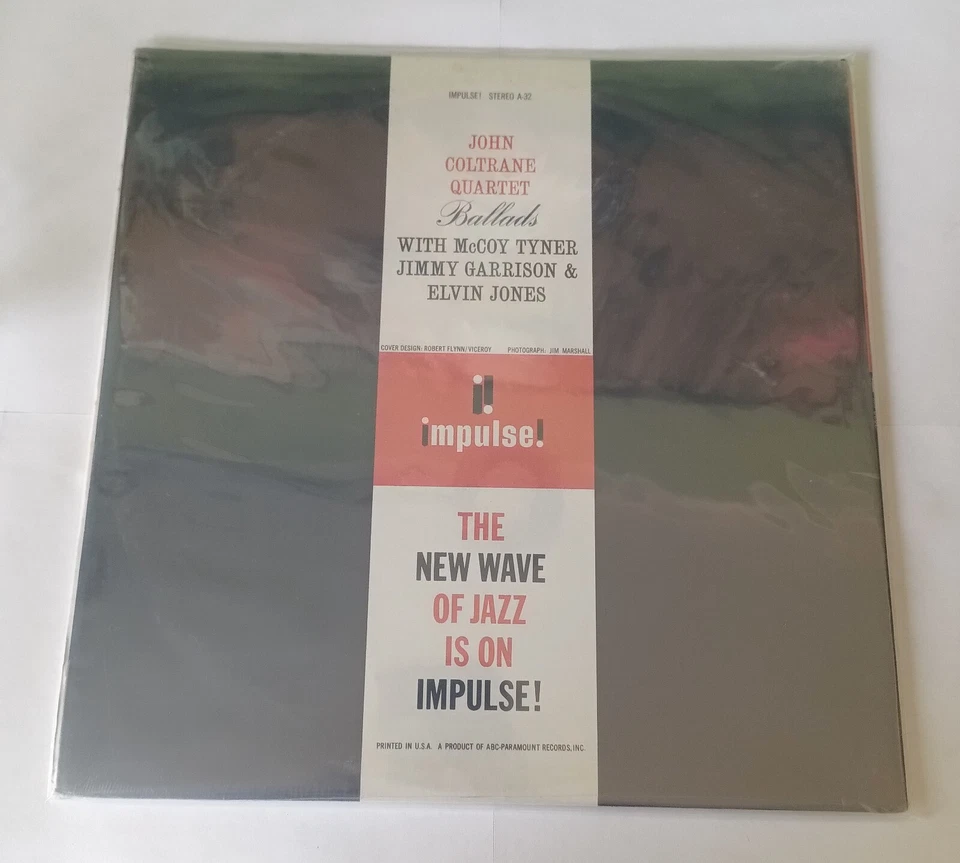 IMPULSE! STEREO A-32
JOHN
COLTRANE
QUARTET
Ballads
WITH McCOY TYNER
JIMMY GARRISON &
ELVIN JONES
COVER DESIGN: ROBERT FLYNN/VICEROY PHOTOGRAPH: JIM MARSHALL
i!
impulse!
THE
NEW WAVE
OF JAZZ
IS ON
IMPULSE!
PRINTED IN U.S.A. A PRODUCT OF ABC-PARAMOUNT RECORDS, INC.